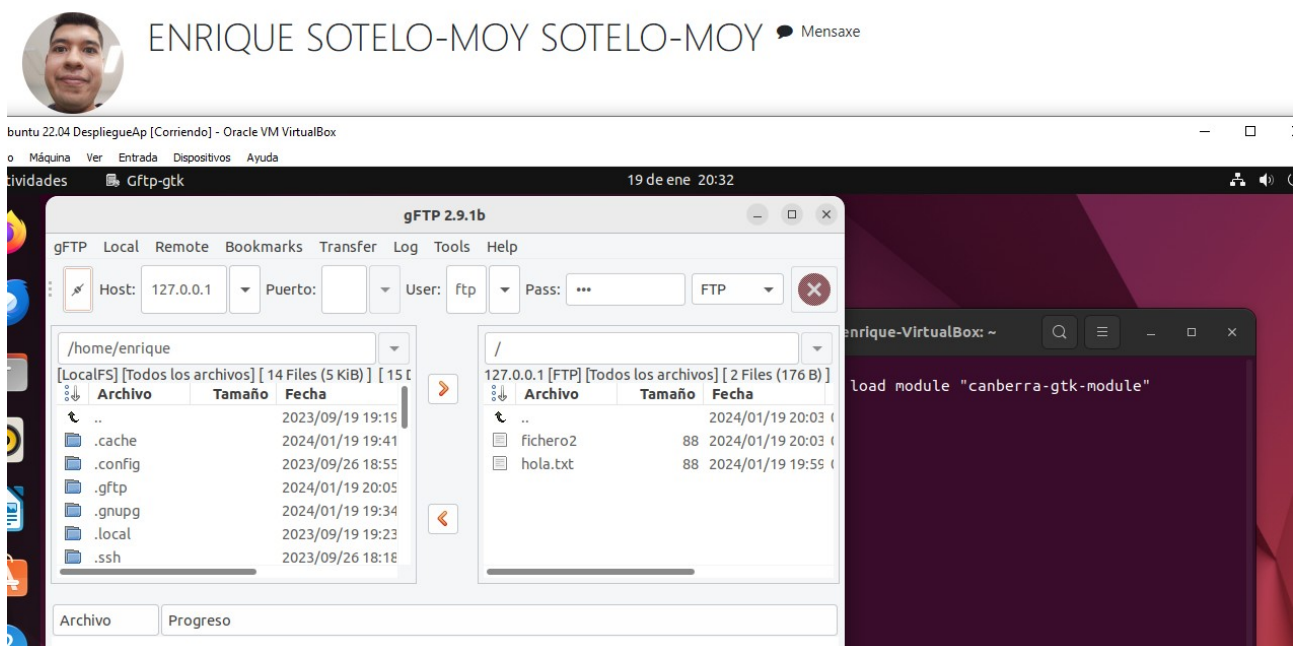 ENRIQUE SOTELO-MOY SOTELO-MOY Mensaxe
buntu 22.04 DespliegueAp [Corriendo] - Oracle VM VirtualBox
o Máquina Ver Entrada Dispositivos Ayuda
tividades Gftp-gtk 19 de ene 20:32
gFTP 2.9.1b
gFTP Local Remote Bookmarks Transfer Log Tools Help
Host: 127.0.0.1 Puerto: User: ftp Pass: ••• FTP
/home/enrique
[LocalFS] [Todos los archivos] [ 14 Files (5 KiB) ] [ 15 D
Archivo Tamaño Fecha
.. 2023/09/19 19:19
.cache 2024/01/19 19:41
.config 2023/09/26 18:55
.gftp 2024/01/19 20:05
.gnupg 2024/01/19 19:34
.local 2023/09/19 19:23
.ssh 2023/09/26 18:18
/
127.0.0.1 [FTP] [Todos los archivos] [ 2 Files (176 B) ]
Archivo Tamaño Fecha
.. 2024/01/19 20:03
fichero2 88 2024/01/19 20:03
hola.txt 88 2024/01/19 19:59
Archivo Progreso
enrique-VirtualBox: ~
load module "canberra-gtk-module"